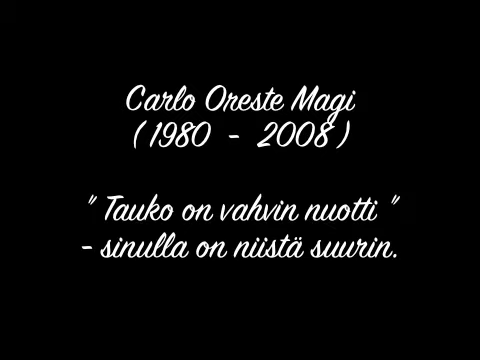 Carlo Oreste Magi
( 1980 - 2008 )
" Tauko on vahvin nuotti "
- sinulla on niistä suurin.